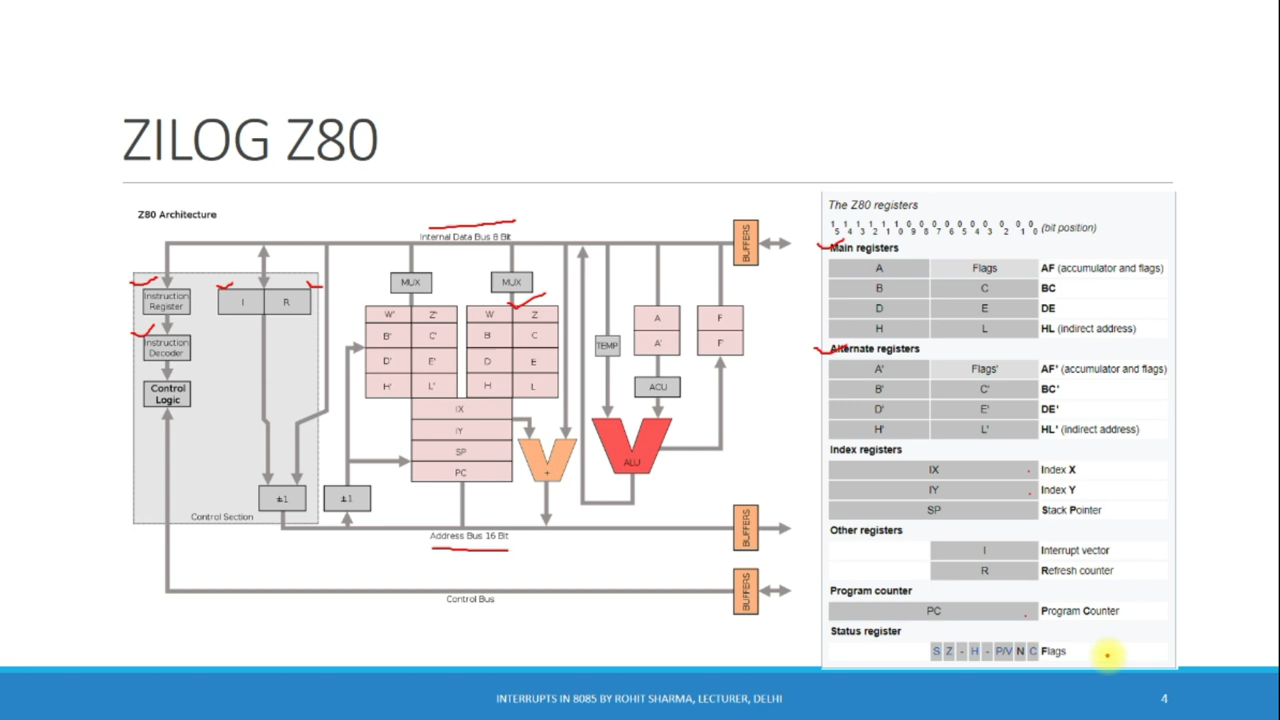 ZILOG Z80
Z80 Architecture
Internal Data Bus 8 Bit
BUFFERS
MUX
MUX
Instruction
Register
I R
Instruction
Decoder
Control
Logic
W' Z' W Z
B' C' B C
D' E' D E
H' L' H L
IX
IY
SP
PC
A
A'
F
F'
TEMP
ACU
ALU
+
±1
±1
Control Section
Address Bus 16 Bit
BUFFERS
Control Bus
BUFFERS
The Z80 registers
1 1 1 1 1 1 0 0 0 0 0 0 0 0 0 0 (bit position)
5 4 3 2 1 0 9 8 7 6 5 4 3 2 1 0
Main registers
A Flags AF (accumulator and flags)
B C BC
D E DE
H L HL (indirect address)
Alternate registers
A' Flags' AF' (accumulator and flags)
B' C' BC'
D' E' DE'
H' L' HL' (indirect address)
Index registers
IX Index X
IY Index Y
SP Stack Pointer
Other registers
I Interrupt vector
R Refresh counter
Program counter
PC Program Counter
Status register
S Z - H - P/V N C Flags
INTERRUPTS IN 8085 BY ROHIT SHARMA, LECTURER, DELHI
4